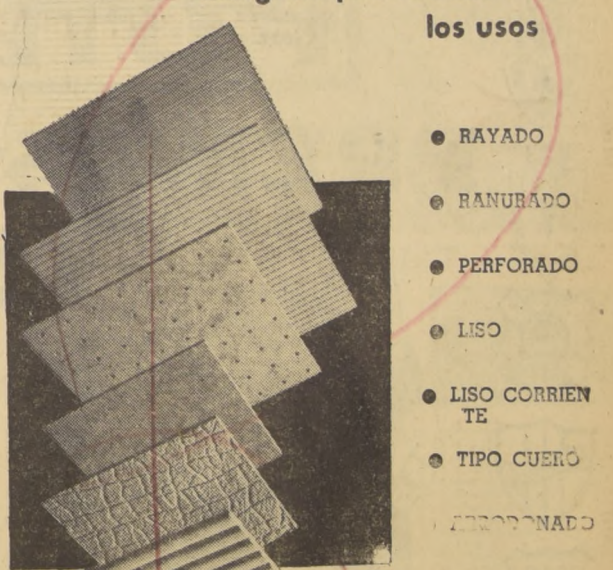 los usos
RAYADO
RANURADO
PERFORADO
LISO
LISO CORRIEN
TE
TIPO CUERO